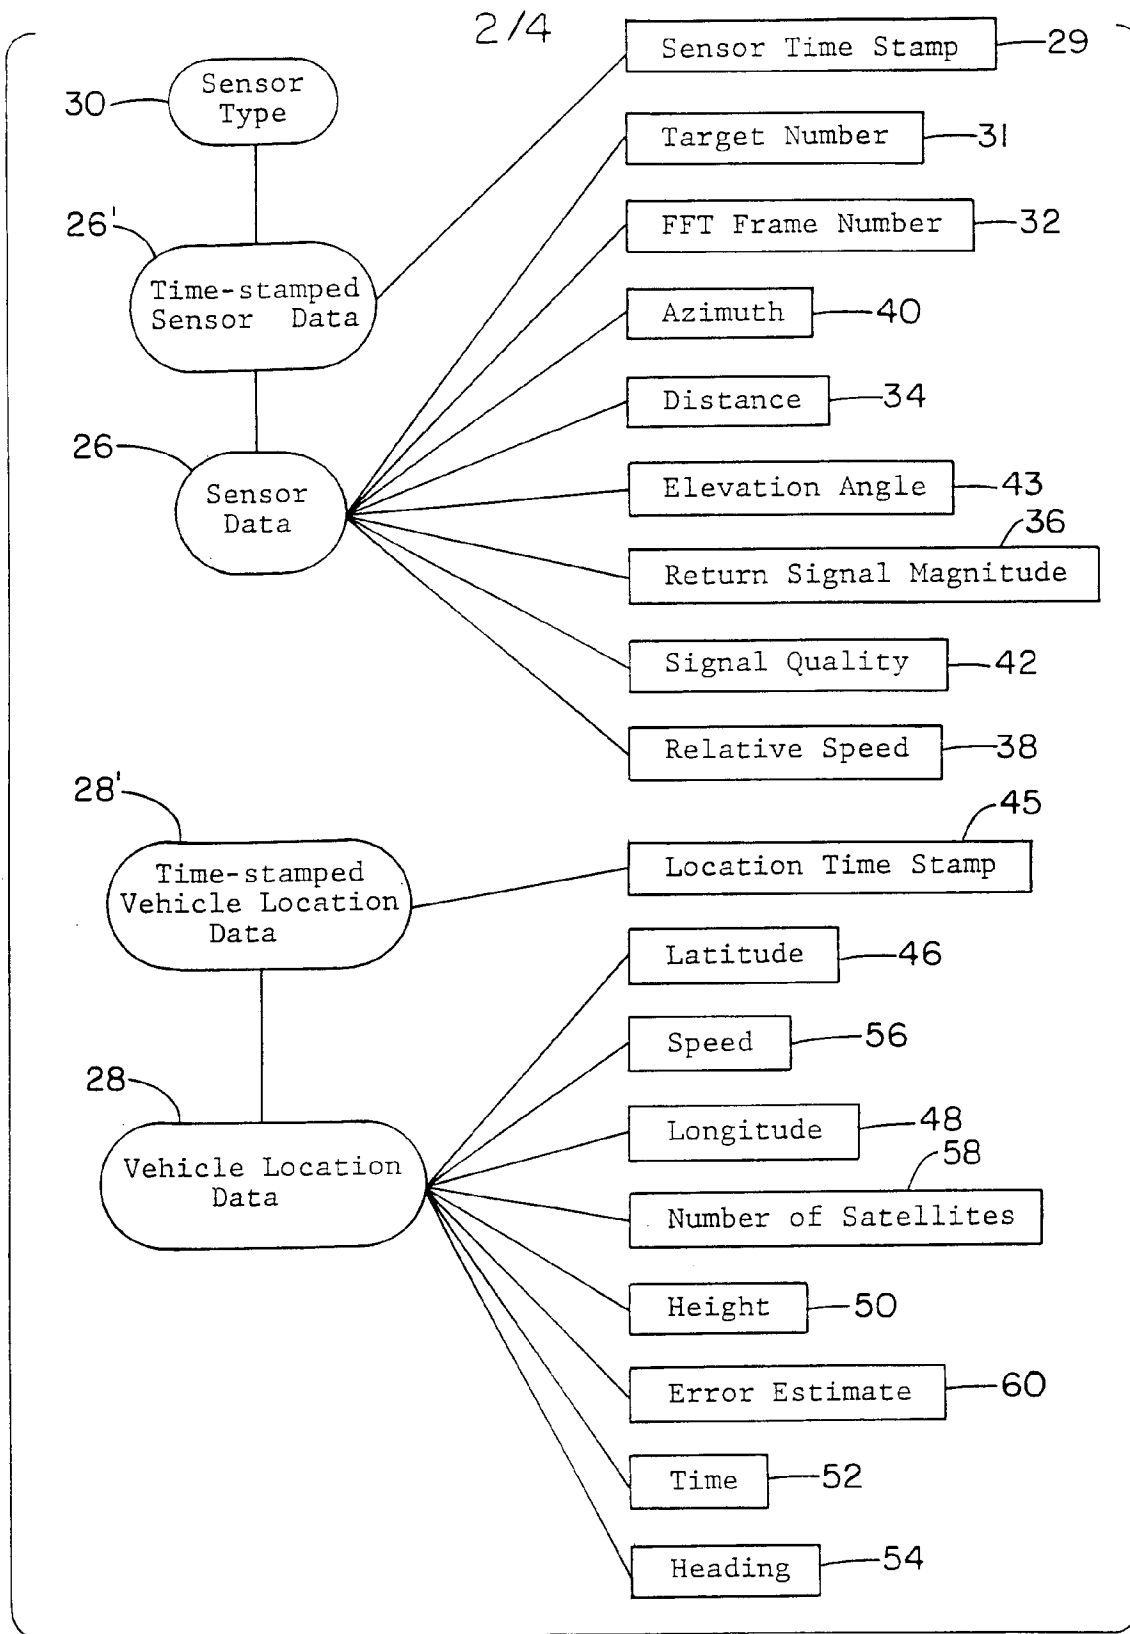 2/4
Sensor Time Stamp
29
Sensor
Type
30
Target Number
31
26'
FFT Frame Number
32
Time-stamped
Sensor Data
Azimuth
40
Distance
34
26
Sensor
Data
Elevation Angle
43
36
Return Signal Magnitude
Signal Quality
42
Relative Speed
38
28'
45
Time-stamped
Vehicle Location
Data
Location Time Stamp
Latitude
46
Speed
56
28
Longitude
48
58
Vehicle Location
Data
Number of Satellites
Height
50
Error Estimate
60
Time
52
Heading
54